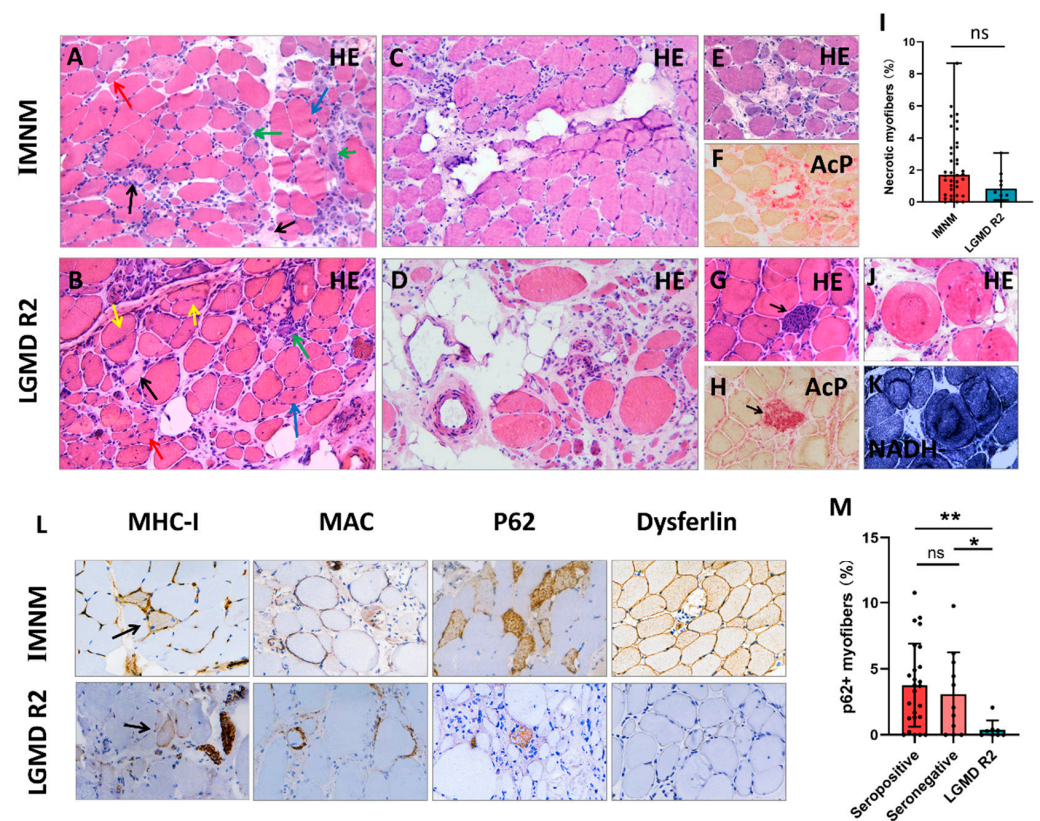 IMNM
A
HE
C
HE
E
HE
F
AcP
I
ns
Necrotic myofibers (%)
10
8
6
4
2
0
IMNM
LGMD R2
LGMD R2
B
HE
D
HE
G
HE
J
HE
H
AcP
K
NADH-
L
MHC-I
MAC
P62
Dysferlin
IMNM
LGMD R2
M
**
ns
*
p62+ myofibers (%)
15
10
5
0
Seropositive
Seronegative
LGMD R2